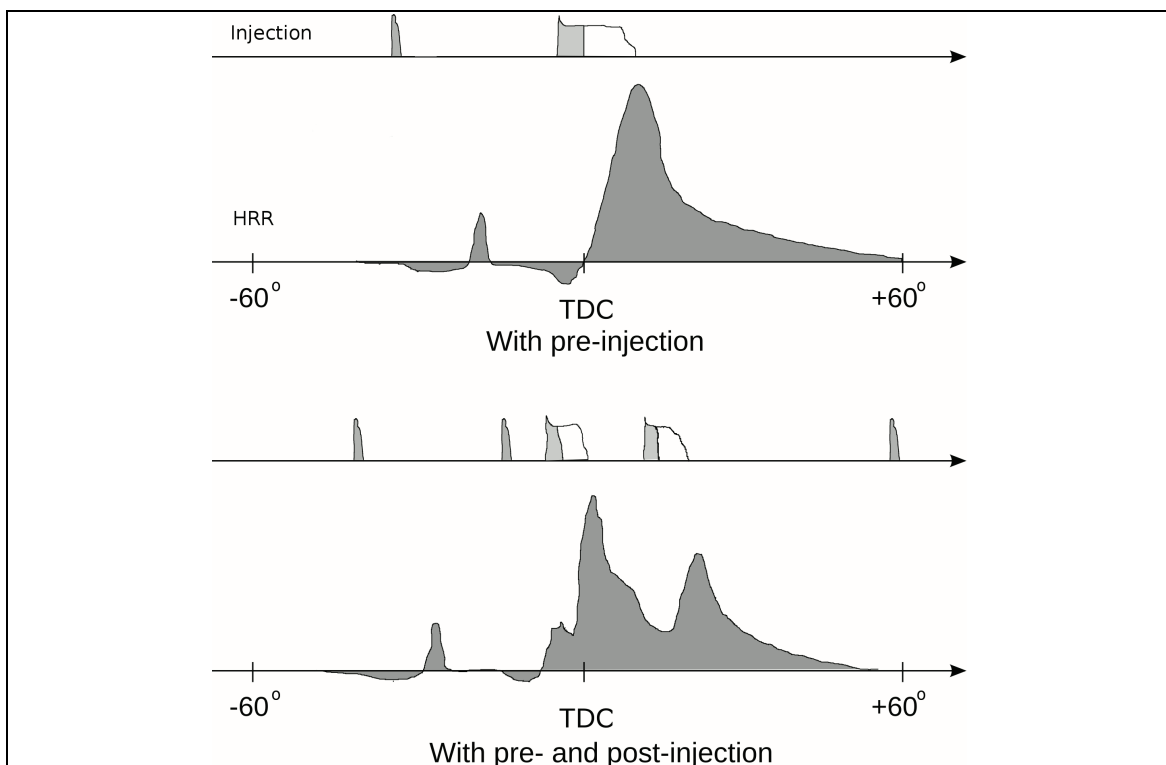 Injection
HRR
-60° TDC +60°
With pre-injection
-60° TDC +60°
With pre- and post-injection